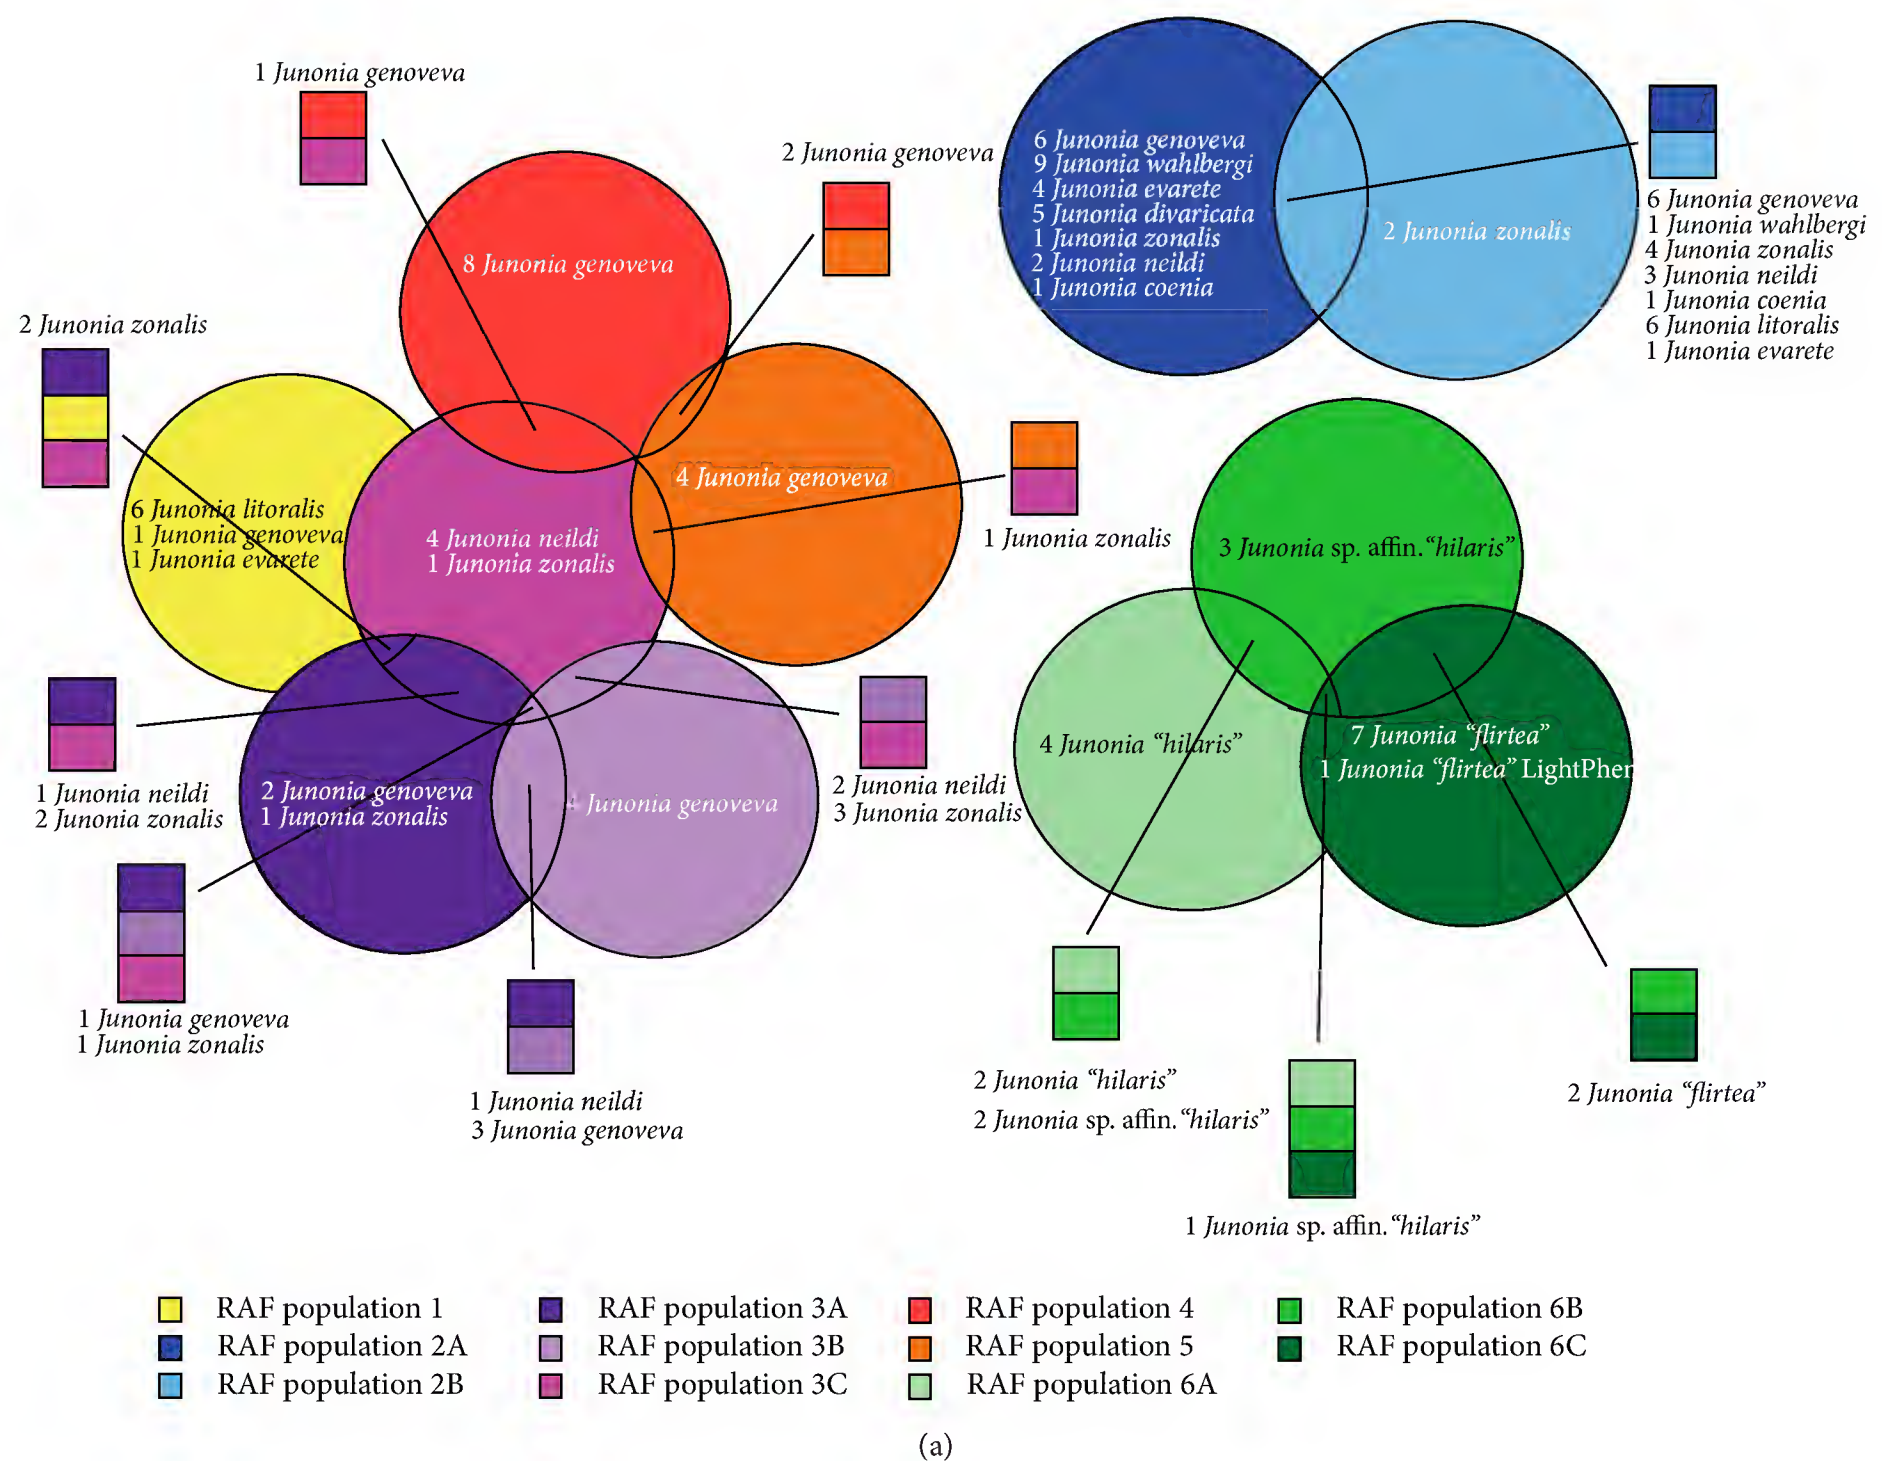 1 Junonia genoveva
2 Junonia genoveva
8 Junonia genoveva
2 Junonia zonalis
6 Junonia litoralis
1 Junonia genoveva
1 Junonia evarete
4 Junonia neildi
1 Junonia zonalis
4 Junonia genoveva
1 Junonia zonalis
1 Junonia neildi
2 Junonia zonalis
2 Junonia genoveva
1 Junonia zonalis
4 Junonia genoveva
2 Junonia neildi
3 Junonia zonalis
1 Junonia genoveva
1 Junonia zonalis
1 Junonia neildi
3 Junonia genoveva
6 Junonia genoveva
9 Junonia wahlbergi
4 Junonia evarete
5 Junonia divaricata
1 Junonia zonalis
2 Junonia neildi
1 Junonia coenia
2 Junonia zonalis
6 Junonia genoveva
1 Junonia wahlbergi
4 Junonia zonalis
3 Junonia neildi
1 Junonia coenia
6 Junonia litoralis
1 Junonia evarete
3 Junonia sp. affin. “hilaris”
4 Junonia “hilaris”
7 Junonia “flirtea”
1 Junonia “flirtea” LightPhen
2 Junonia “hilaris”
2 Junonia sp. affin. “hilaris”
1 Junonia sp. affin. “hilaris”
2 Junonia “flirtea”
RAF population 1
RAF population 2A
RAF population 2B
RAF population 3A
RAF population 3B
RAF population 3C
RAF population 4
RAF population 5
RAF population 6A
RAF population 6B
RAF population 6C
(a)